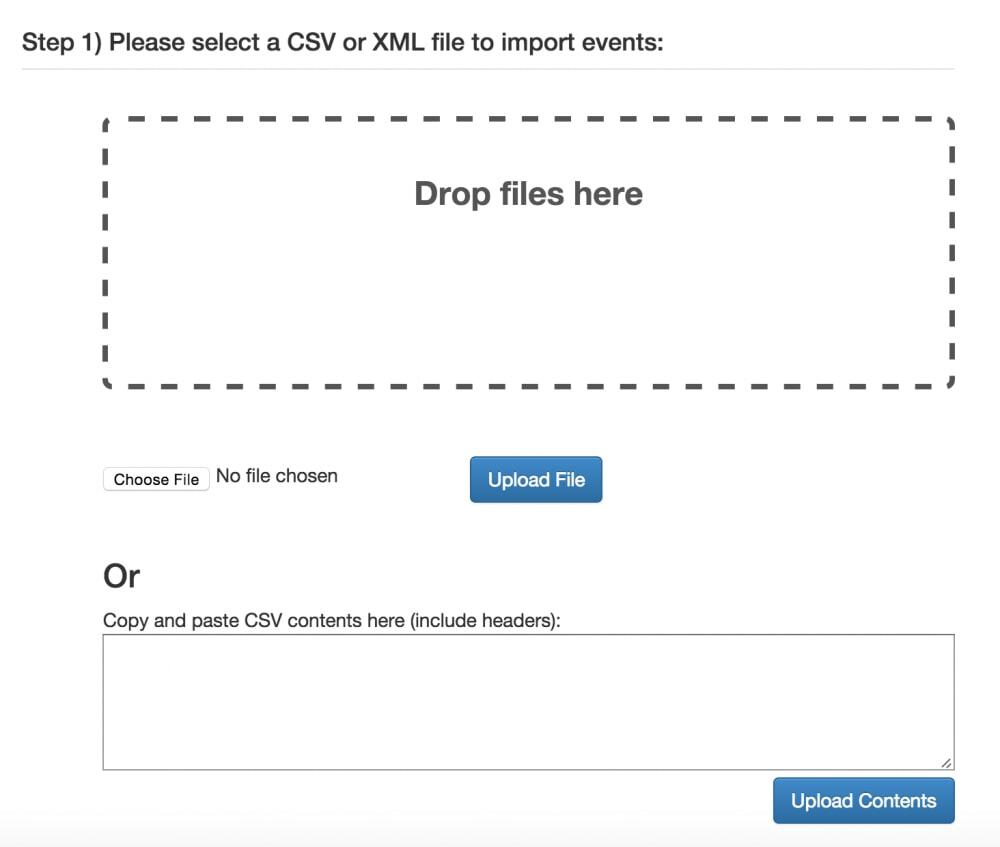 Step 1) Please select a CSV or XML file to import events:
Drop files here
Choose File No file chosen
Upload File
Or
Copy and paste CSV contents here (include headers):
Upload Contents